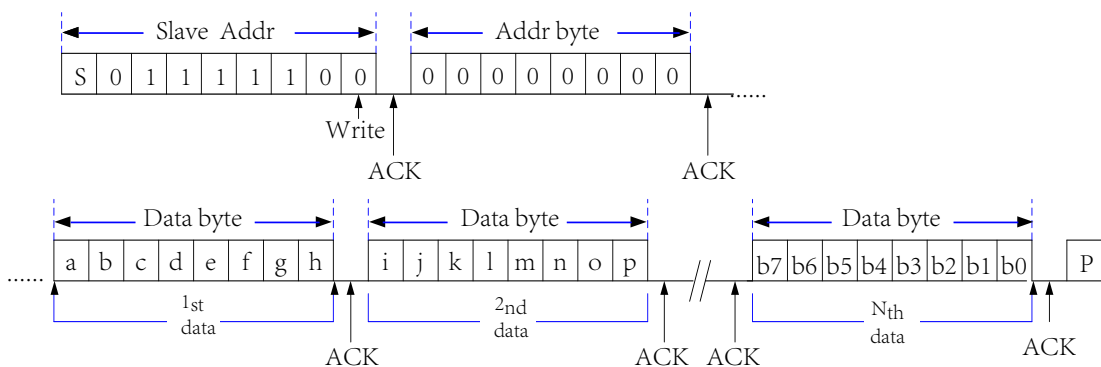 Slave Addr Addr byte
S 0 1 1 1 1 1 0 0 0 0 0 0 0 0 0 0
......
Write
ACK ACK
Data byte Data byte Data byte
a b c d e f g h i j k l m n o p b7 b6 b5 b4 b3 b2 b1 b0 P
......
1st data 2nd data Nth data
ACK ACK ACK ACK